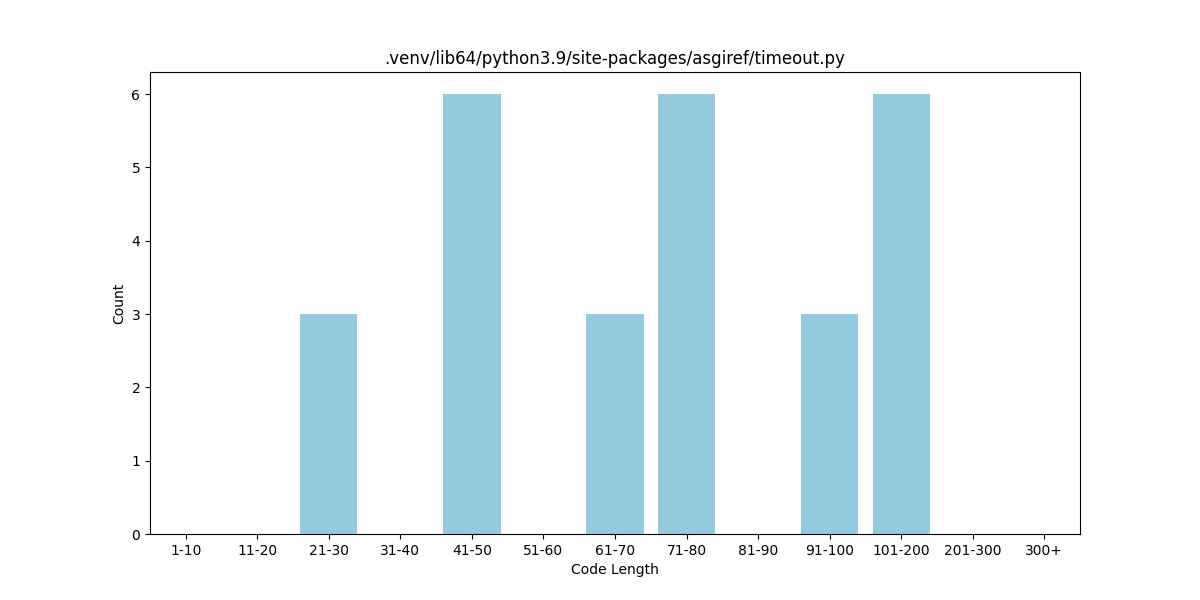 .venv/lib64/python3.9/site-packages/asgiref/timeout.py
6
5
4
3
2
1
0
Count
1-10 11-20 21-30 31-40 41-50 51-60 61-70 71-80 81-90 91-100 101-200 201-300 300+
Code Length